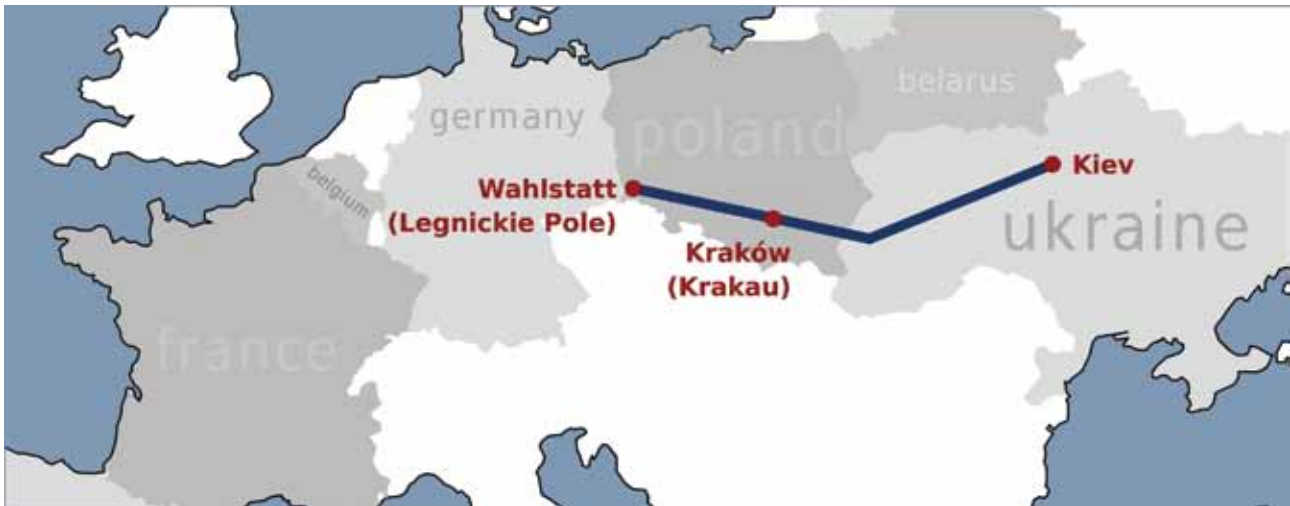 belarus
germany
poland
Kiev
belgium
Wahlstatt
(Legnickie Pole)
ukraine
Kraków
(Krakau)
france